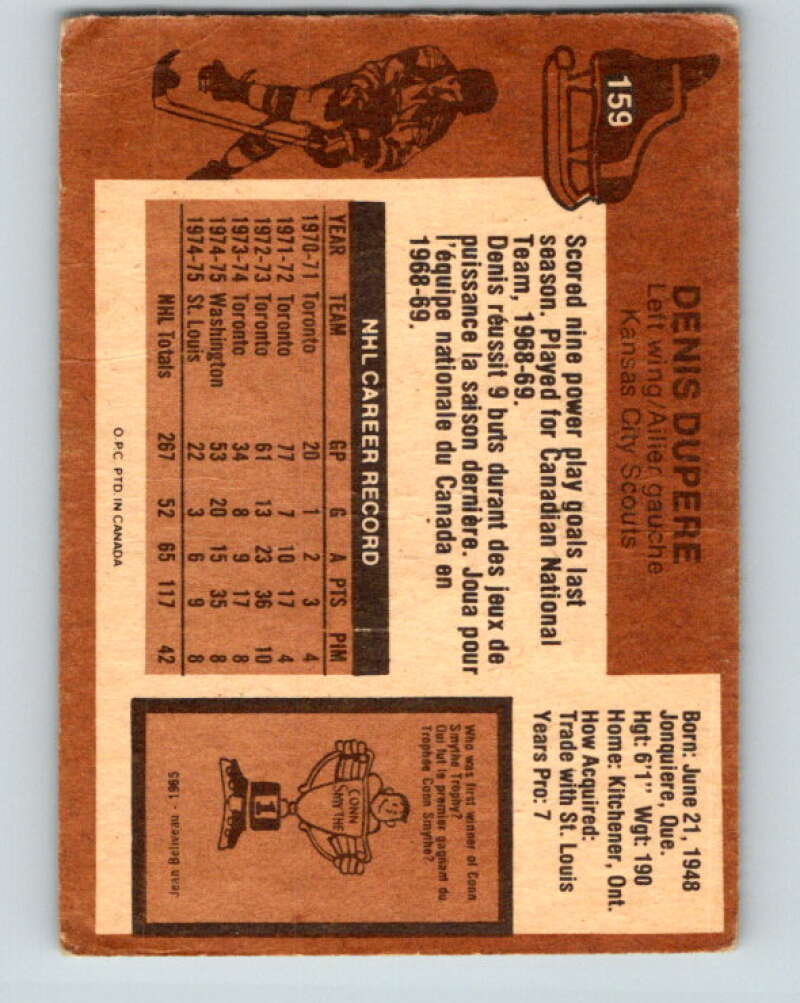 159
DENIS DUPERE
Left wing/Ailier gauche
Kansas City Scouts
Born: June 21, 1948
Jonquiere, Que.
Hgt: 6'1" Wgt: 190
Home: Kitchener, Ont.
How Acquired:
Trade with St. Louis
Years Pro: 7
Scored nine power play goals last
season. Played for Canadian National
Team, 1968-69.
Denis réussit 9 buts durant des jeux de
puissance la saison dernière. Joua pour
l'équipe nationale du Canada en
1968-69.
NHL CAREER RECORD
YEAR TEAM GP G A PTS PIM
1970-71 Toronto 20 1 2 3 4
1971-72 Toronto 77 7 10 17 4
1972-73 Toronto 61 13 23 36 10
1973-74 Toronto 34 8 9 17 8
1974-75 Washington 53 20 15 35 8
1974-75 St. Louis 22 3 6 9 8
NHL Totals 267 52 65 117 42
Who was first winner of Conn
Smythe Trophy?
Qui fut le premier gagnant du
Trophée Conn Smythe?
CONN
SMYTHE
1
Jean Beliveau - 1965
O.P.C. PTD. IN CANADA